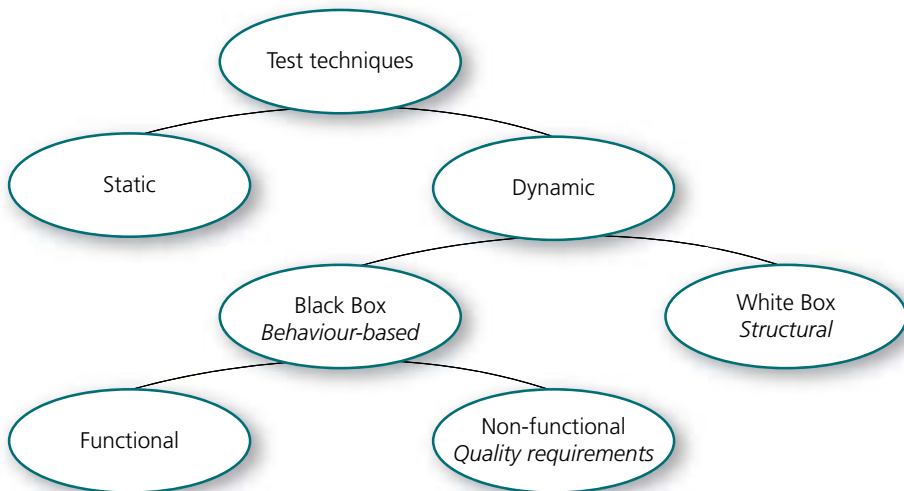 Test techniques
Static
Dynamic
Black Box
Behaviour-based
White Box
Structural
Functional
Non-functional
Quality requirements